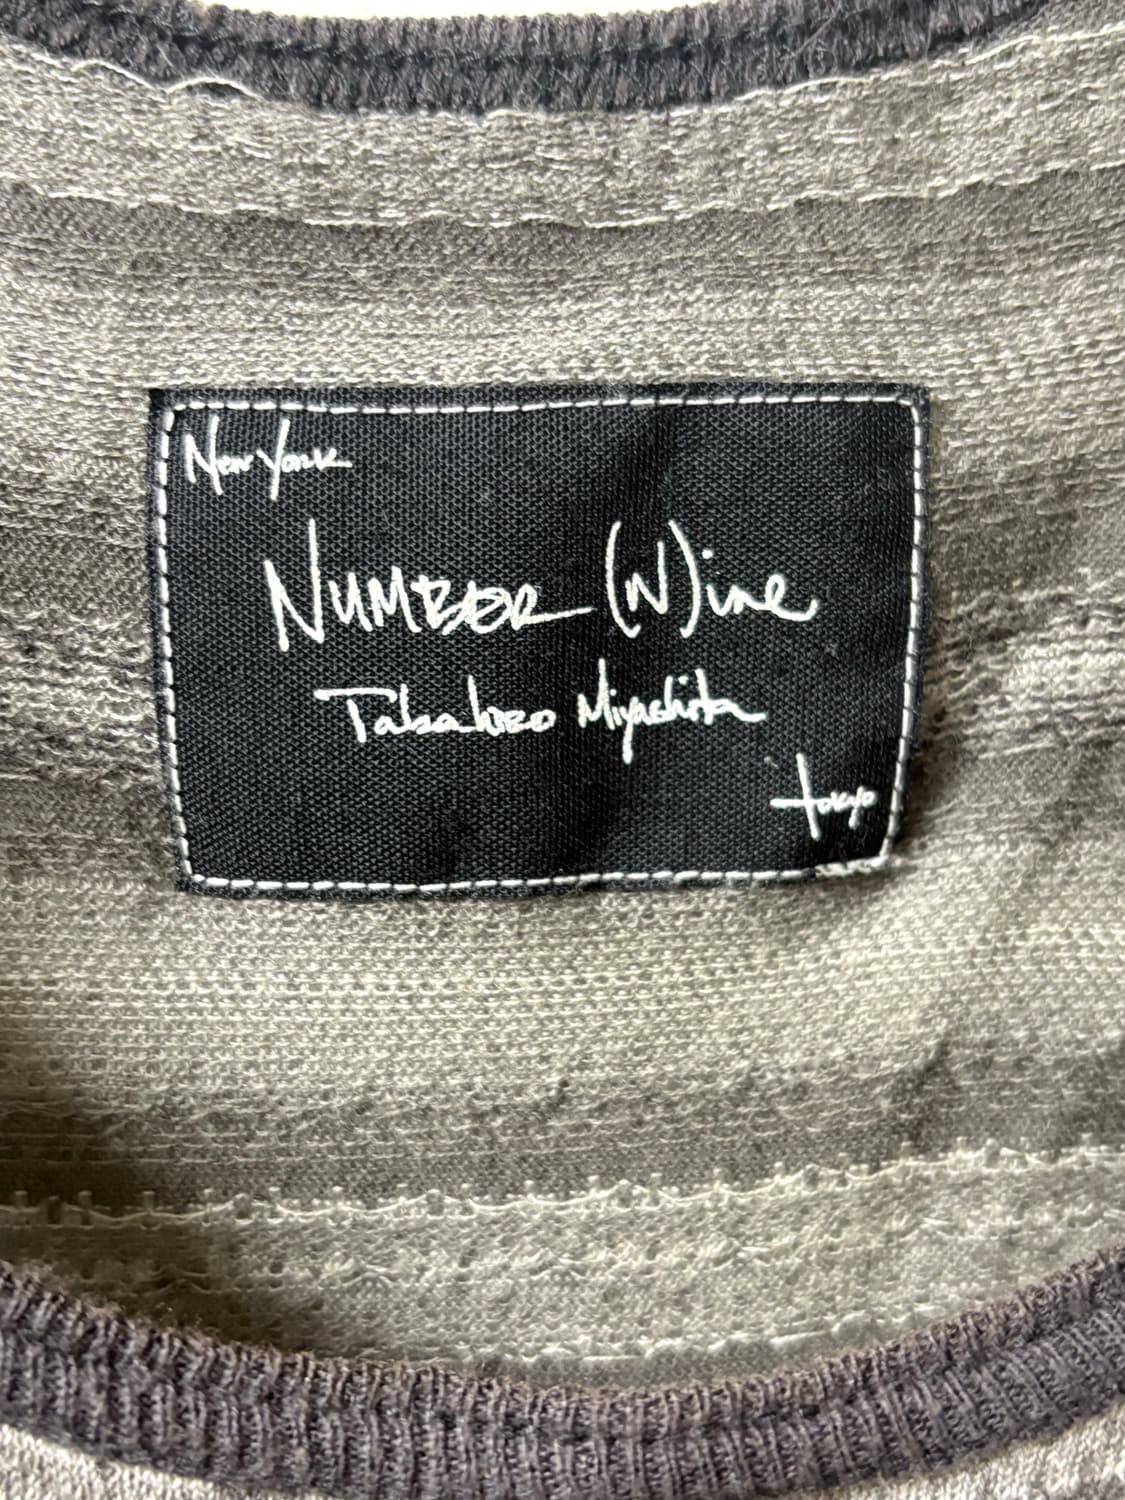 New York
NUMBER (N)ine
Takahiro Miyashita
tokyo